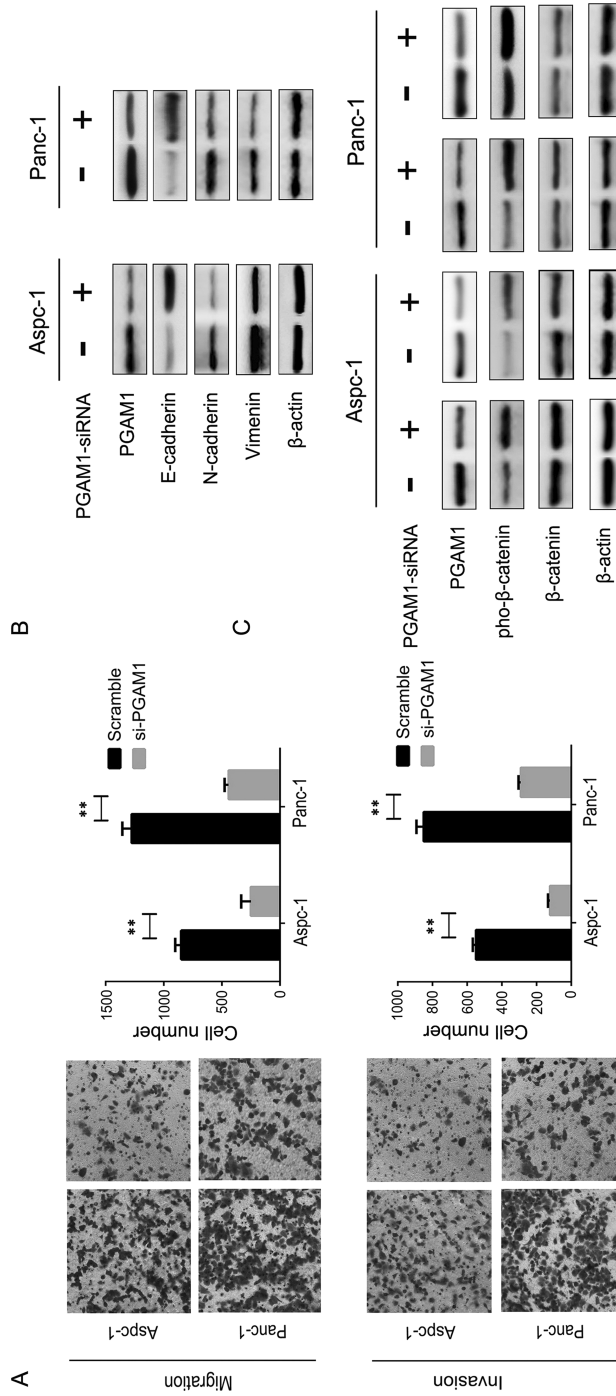 A
Migration
Aspc-1
Panc-1
Cell number
1500
1000
500
0
**
**
Aspc-1
Panc-1
Scramble
si-PGAM1
Invasion
Aspc-1
Panc-1
Cell number
1000
800
600
400
200
0
**
**
Aspc-1
Panc-1
Scramble
si-PGAM1
B
Aspc-1 Panc-1
PGAM1-siRNA - + - +
PGAM1
E-cadherin
N-cadherin
Vimenin
β-actin
C
Aspc-1 Panc-1
PGAM1-siRNA - + - + - + - +
PGAM1
pho-β-catenin
β-catenin
β-actin